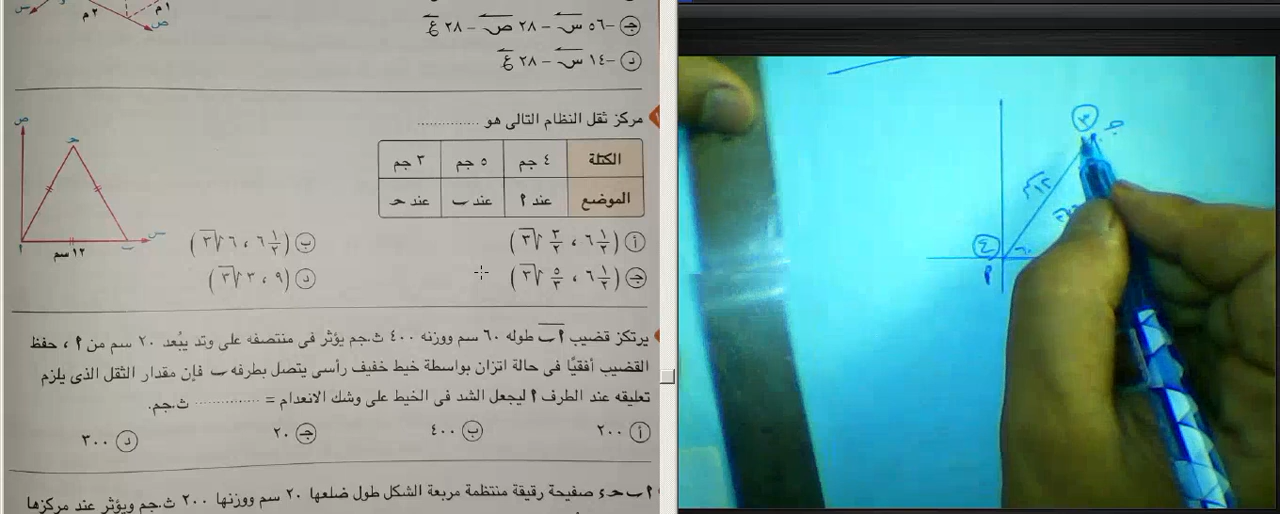 ص
س
م ٢
م ١
ج −٥٦ س − ٢٨ ص − ٢٨ ع
د −١٤ س − ٢٨ ع
مركز ثقل النظام التالى هو ..............
الكتلة ٤ جم ٥ جم ٣ جم
الموضع عند ا عند ب عند ح
ص
ح
ا
ب
س
١٢ سم
أ (٦ ١/٢ ، ٣/٢ √٣)
ب (٦ ١/٢ ، ٦ √٣)
ج (٦ ١/٢ ، ٥/٣ √٣)
د (٩ ، ٣ √٣)
يرتكز قضيب ا ب طوله ٦٠ سم ووزنه ٤٠٠ ث.جم يؤثر فى منتصفه على وتد يبُعد ٢٠ سم من ا ، حفظ
القضيب أفقيًا فى حالة اتزان بواسطة خيط خفيف رأسى يتصل بطرفه ب فإن مقدار الثقل الذى يلزم
تعليقه عند الطرف ا ليجعل الشد فى الخيط على وشك الانعدام = .............. ث.جم.
أ ٢٠٠
ب ٤٠٠
ج ٢٠
د ٣٠٠
ا ب ح ء صفيحة رقيقة منتظمة مربعة الشكل طول ضلعها ٢٠ سم ووزنها ٢٠٠ ث.جم ويؤثر عند مركزها
٣
ج
١٢
٤
٦٠